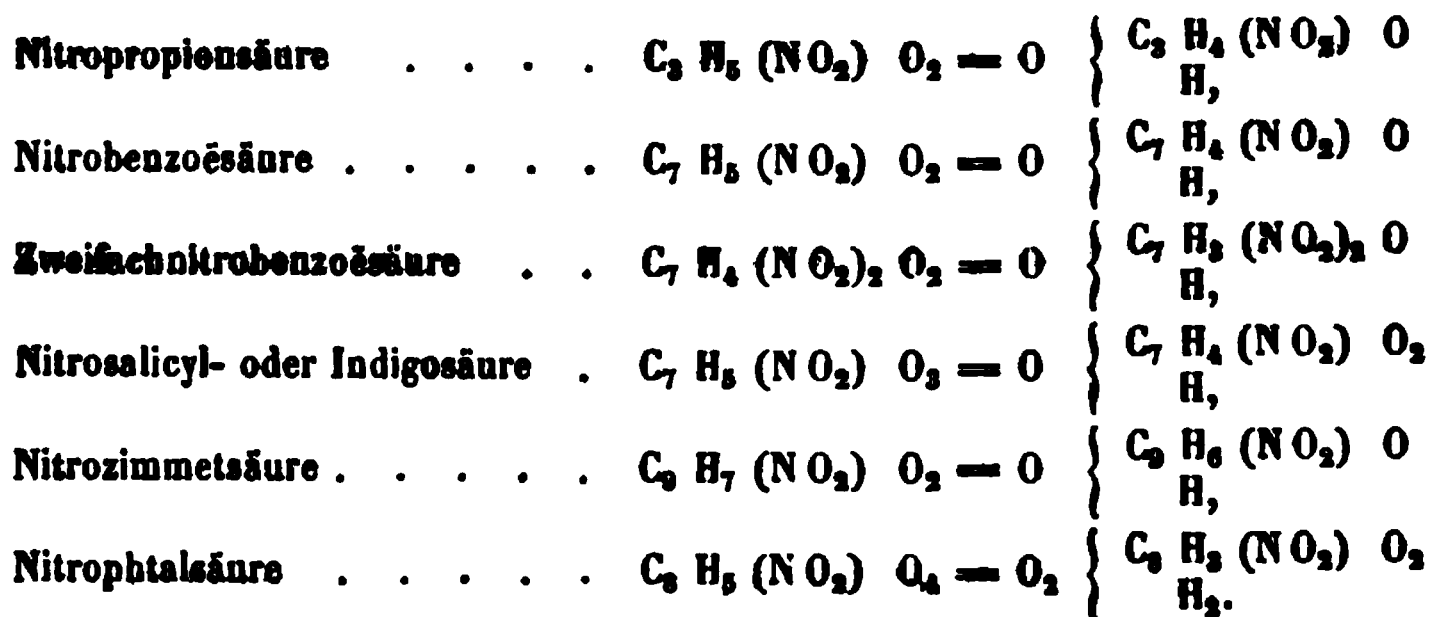 Nitropropionsäure . . . . C₃ H₅ (NO₂) O₂ = O { C₃ H₄ (NO₂) O
H,
Nitrobenzoësäure . . . . . C₇ H₅ (NO₂) O₂ = O { C₇ H₄ (NO₂) O
H,
Zweifachnitrobenzoësäure . . C₇ H₄ (NO₂)₂ O₂ = O { C₇ H₃ (NO₂)₂ O
H,
Nitrosalicyl- oder Indigosäure . C₇ H₅ (NO₂) O₃ = O { C₇ H₄ (NO₂) O₂
H,
Nitrozimmetsäure . . . . . C₉ H₇ (NO₂) O₂ = O { C₉ H₆ (NO₂) O
H,
Nitrophtalsäure . . . . . C₈ H₅ (NO₂) O₄ = O₂ { C₈ H₃ (NO₂) O₂
H₂.